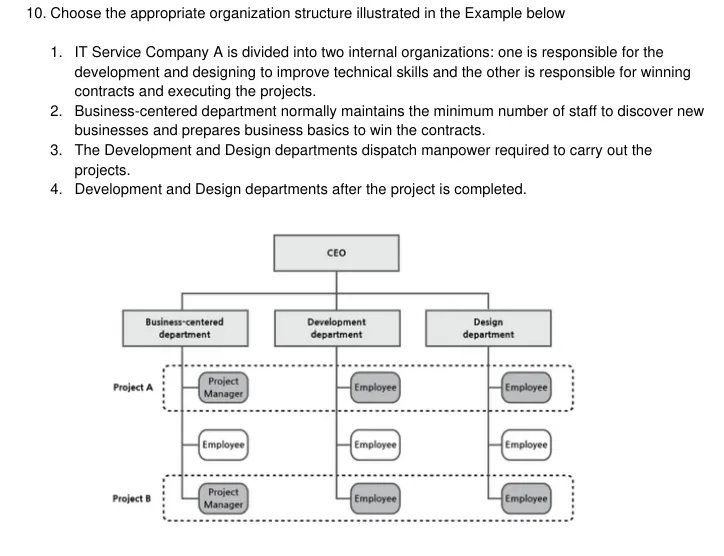 10. Choose the appropriate organization structure illustrated in the Example below
1. IT Service Company A is divided into two internal organizations: one is responsible for the
development and designing to improve technical skills and the other is responsible for winning
contracts and executing the projects.
2. Business-centered department normally maintains the minimum number of staff to discover new
businesses and prepares business basics to win the contracts.
3. The Development and Design departments dispatch manpower required to carry out the
projects.
4. Development and Design departments after the project is completed.
CEO
Business-centered
department
Development
department
Design
department
Project A
Project
Manager
Employee
Employee
Employee
Employee
Employee
Project B
Project
Manager
Employee
Employee